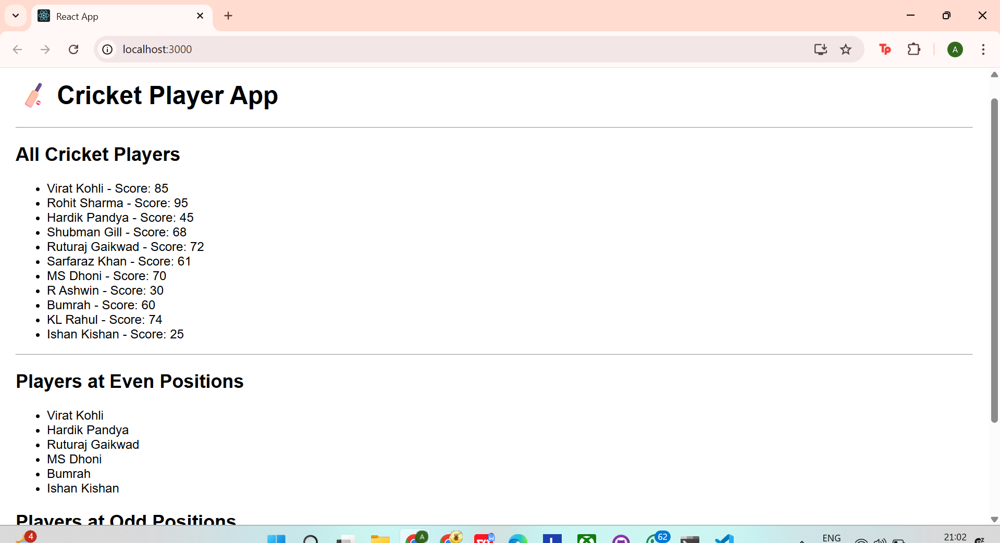 React App
localhost:3000
Tp
A
Cricket Player App
All Cricket Players
Virat Kohli - Score: 85
Rohit Sharma - Score: 95
Hardik Pandya - Score: 45
Shubman Gill - Score: 68
Ruturaj Gaikwad - Score: 72
Sarfaraz Khan - Score: 61
MS Dhoni - Score: 70
R Ashwin - Score: 30
Bumrah - Score: 60
KL Rahul - Score: 74
Ishan Kishan - Score: 25
Players at Even Positions
Virat Kohli
Hardik Pandya
Ruturaj Gaikwad
MS Dhoni
Bumrah
Ishan Kishan
Players at Odd Positions
4
A
62
ENG
21:02